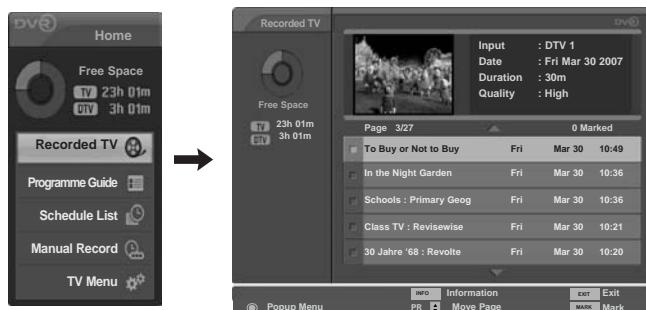 DVR
Home
Free Space
TV 23h 01m
DTV 3h 01m
Recorded TV
Programme Guide
Schedule List
Manual Record
TV Menu
Recorded TV
DVR
Free Space
TV 23h 01m
DTV 3h 01m
Input : DTV 1
Date : Fri Mar 30 2007
Duration : 30m
Quality : High
Page 3/27 0 Marked
To Buy or Not to Buy Fri Mar 30 10:49
In the Night Garden Fri Mar 30 10:36
Schools : Primary Geog Fri Mar 30 10:36
Class TV : Revisewise Fri Mar 30 10:21
30 Jahre ‘68 : Revolte Fri Mar 30 10:20
INFO Information EXIT Exit
Popup Menu PR Move Page MARK Mark